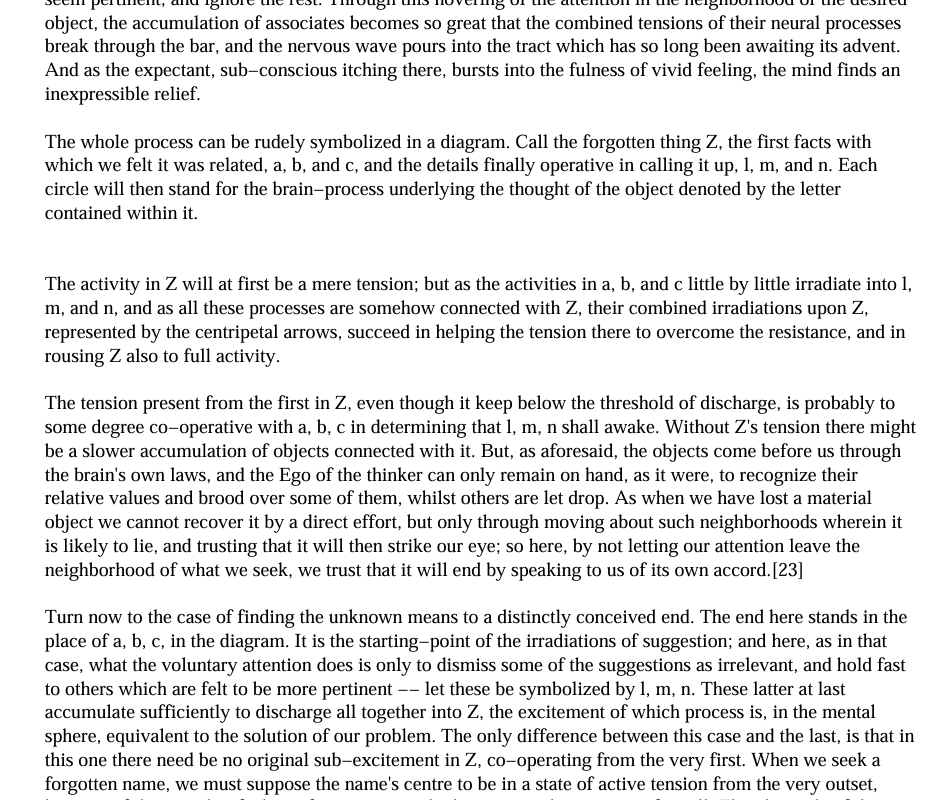 seem pertinent, and ignore the rest. Through this hovering of the attention in the neighborhood of the desired
object, the accumulation of associates becomes so great that the combined tensions of their neural processes
break through the bar, and the nervous wave pours into the tract which has so long been awaiting its advent.
And as the expectant, sub−conscious itching there, bursts into the fulness of vivid feeling, the mind finds an
inexpressible relief.
The whole process can be rudely symbolized in a diagram. Call the forgotten thing Z, the first facts with
which we felt it was related, a, b, and c, and the details finally operative in calling it up, l, m, and n. Each
circle will then stand for the brain−process underlying the thought of the object denoted by the letter
contained within it.
The activity in Z will at first be a mere tension; but as the activities in a, b, and c little by little irradiate into l,
m, and n, and as all these processes are somehow connected with Z, their combined irradiations upon Z,
represented by the centripetal arrows, succeed in helping the tension there to overcome the resistance, and in
rousing Z also to full activity.
The tension present from the first in Z, even though it keep below the threshold of discharge, is probably to
some degree co−operative with a, b, c in determining that l, m, n shall awake. Without Z's tension there might
be a slower accumulation of objects connected with it. But, as aforesaid, the objects come before us through
the brain's own laws, and the Ego of the thinker can only remain on hand, as it were, to recognize their
relative values and brood over some of them, whilst others are let drop. As when we have lost a material
object we cannot recover it by a direct effort, but only through moving about such neighborhoods wherein it
is likely to lie, and trusting that it will then strike our eye; so here, by not letting our attention leave the
neighborhood of what we seek, we trust that it will end by speaking to us of its own accord.[23]
Turn now to the case of finding the unknown means to a distinctly conceived end. The end here stands in the
place of a, b, c, in the diagram. It is the starting−point of the irradiations of suggestion; and here, as in that
case, what the voluntary attention does is only to dismiss some of the suggestions as irrelevant, and hold fast
to others which are felt to be more pertinent −− let these be symbolized by l, m, n. These latter at last
accumulate sufficiently to discharge all together into Z, the excitement of which process is, in the mental
sphere, equivalent to the solution of our problem. The only difference between this case and the last, is that in
this one there need be no original sub−excitement in Z, co−operating from the very first. When we seek a
forgotten name, we must suppose the name's centre to be in a state of active tension from the very outset,